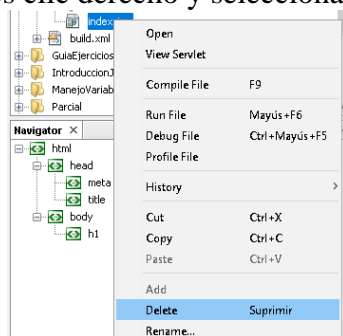 clic derecho y selecciona
index.
build.xml
GuiaEjercicios
IntroduccionJ
ManejoVariab
Parcial
Navigator ×
html
head
meta
title
body
h1
Open
View Servlet
Compile File F9
Run File Mayús+F6
Debug File Ctrl+Mayús+F5
Profile File
History >
Cut Ctrl+X
Copy Ctrl+C
Paste Ctrl+V
Add
Delete Suprimir
Rename...